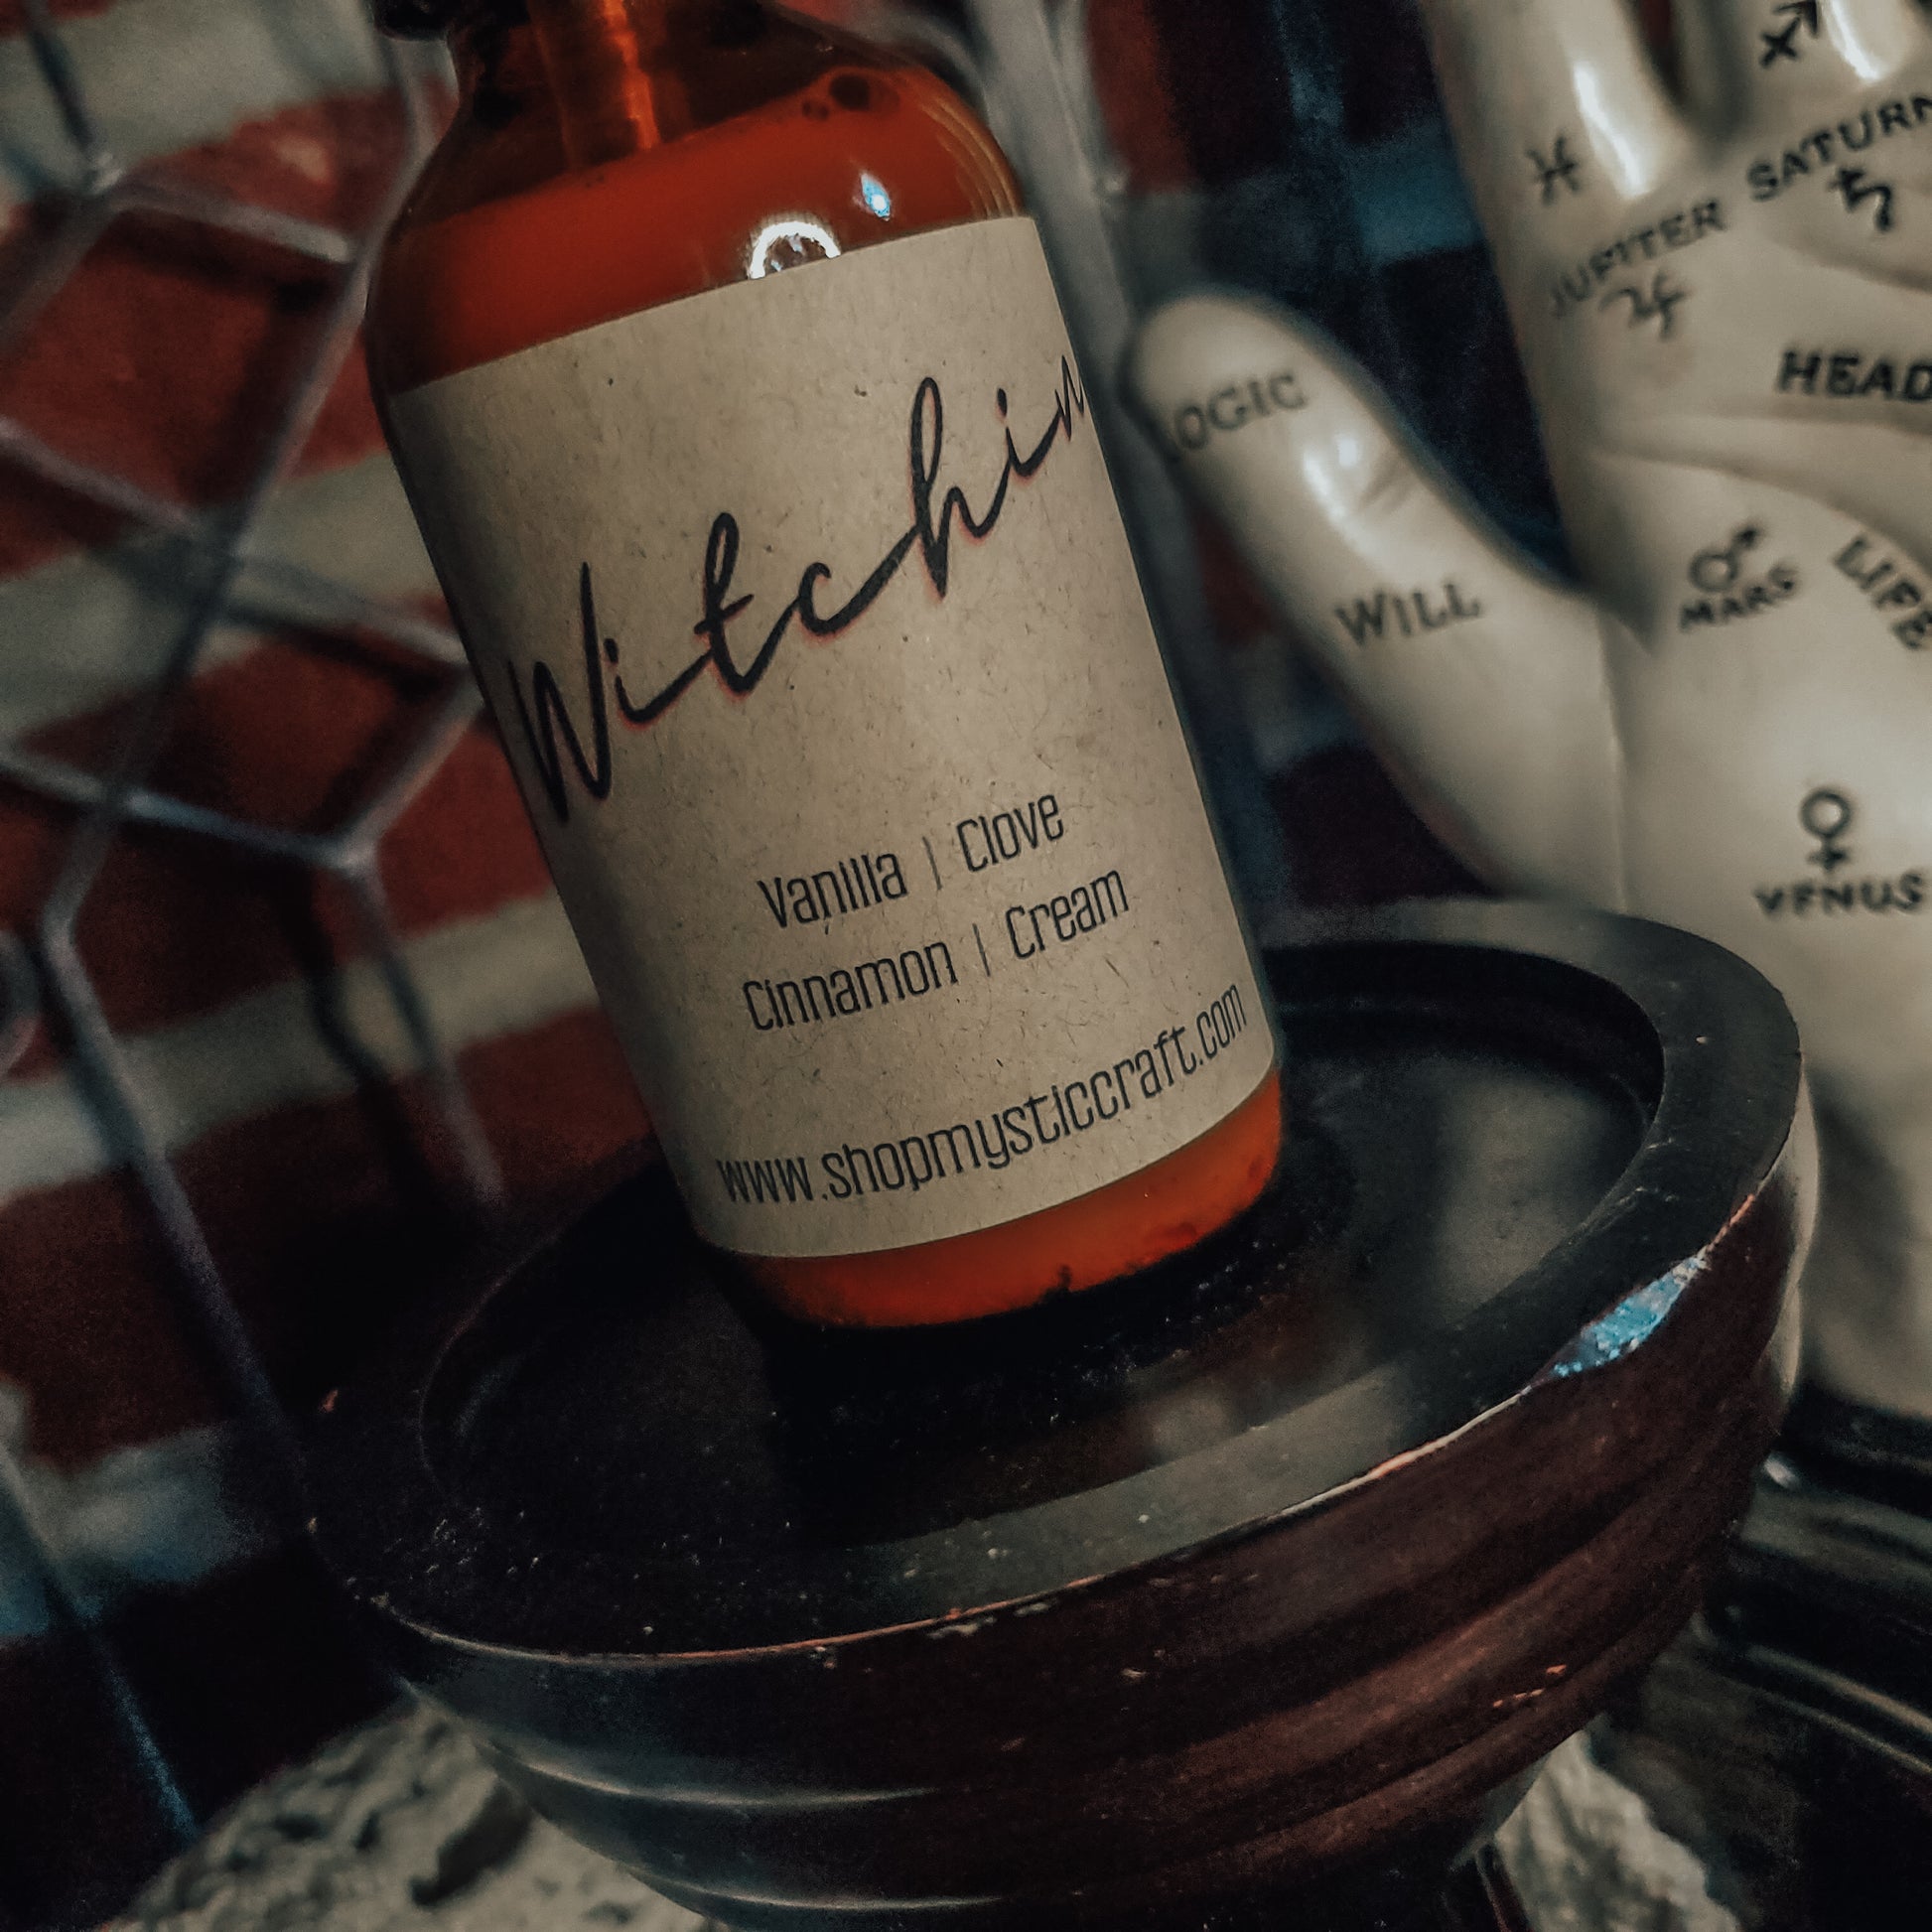 Witchin
Vanilla | Clove
Cinnamon | Cream
www.shopmysticcraft.com
SATURN
♄
JUPITER
♃
HEAD
LOGIC
WILL
♂
MARS
LIFE
♀
VENUS